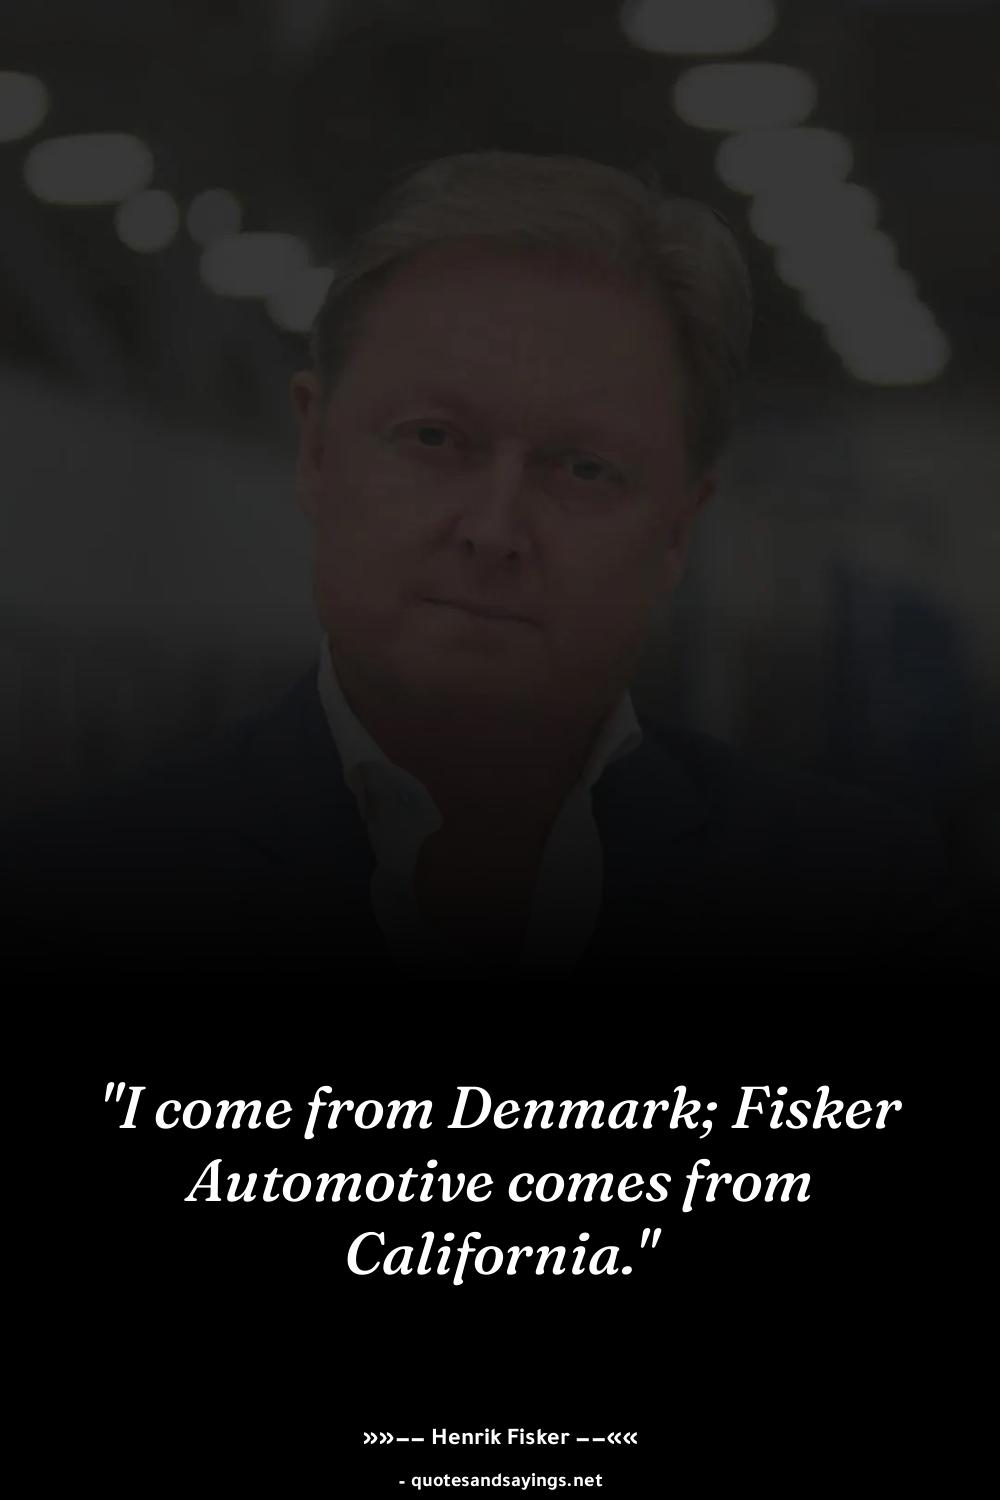 "I come from Denmark; Fisker
Automotive comes from
California."
»»–– Henrik Fisker ––««
- quotesandsayings.net